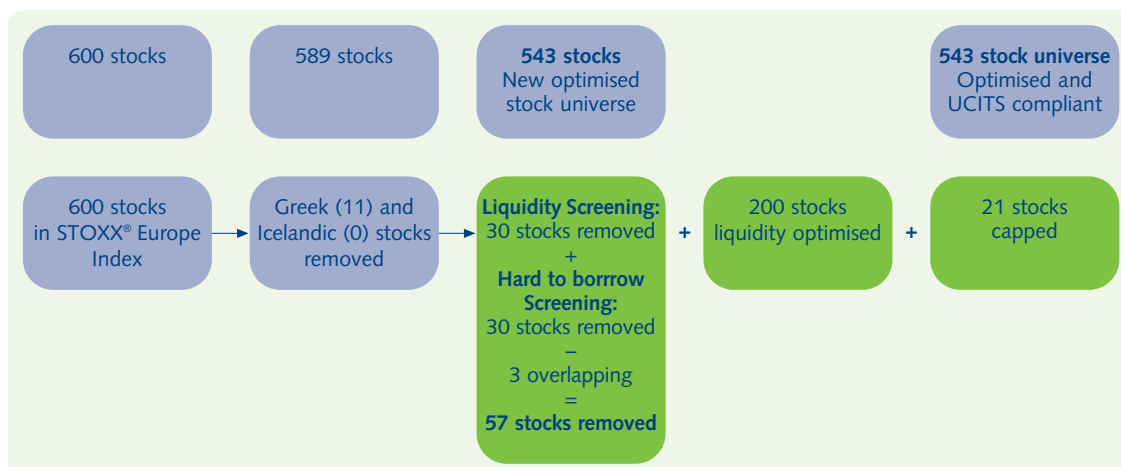 600 stocks
589 stocks
543 stocks
New optimised
stock universe
543 stock universe
Optimised and
UCITS compliant
600 stocks
in STOXX® Europe
Index
Greek (11) and
Icelandic (0) stocks
removed
Liquidity Screening:
30 stocks removed
+
Hard to borrrow
Screening:
30 stocks removed
–
3 overlapping
=
57 stocks removed
+
200 stocks
liquidity optimised
+
21 stocks
capped